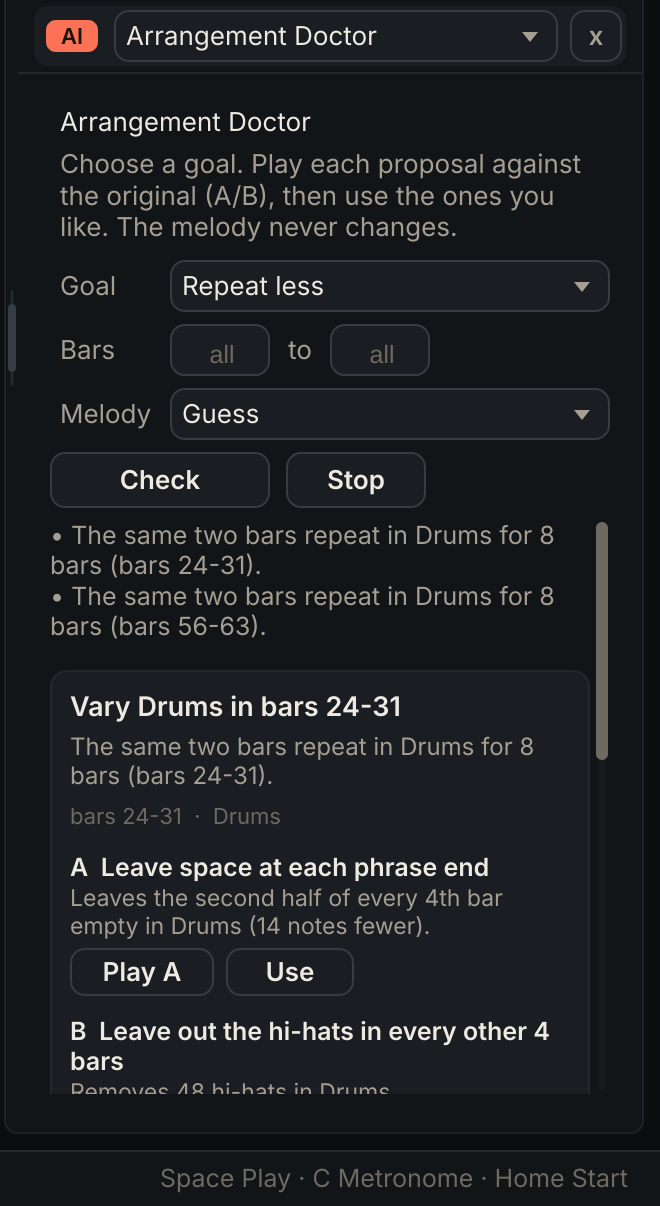 AI
Arrangement Doctor
x
Arrangement Doctor
Choose a goal. Play each proposal against
the original (A/B), then use the ones you
like. The melody never changes.
Goal
Repeat less
Bars
all
to
all
Melody
Guess
Check
Stop
• The same two bars repeat in Drums for 8
bars (bars 24-31).
• The same two bars repeat in Drums for 8
bars (bars 56-63).
Vary Drums in bars 24-31
The same two bars repeat in Drums for 8
bars (bars 24-31).
bars 24-31 · Drums
A Leave space at each phrase end
Leaves the second half of every 4th bar
empty in Drums (14 notes fewer).
Play A
Use
B Leave out the hi-hats in every other 4
bars
Removes 48 hi-hats in Drums.
Space Play · C Metronome · Home Start